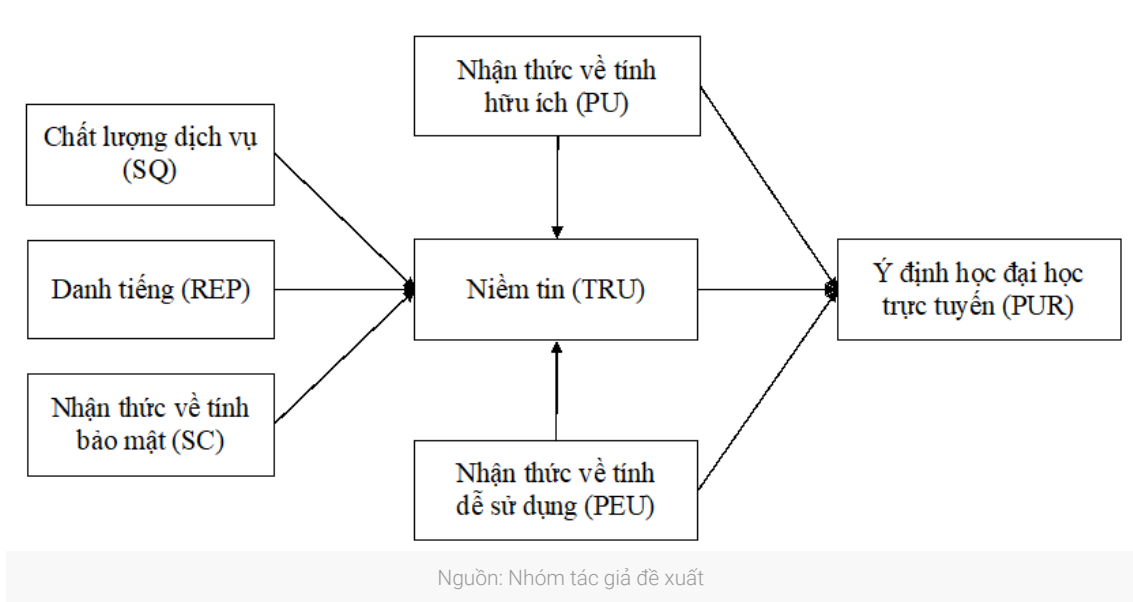 Nhận thức về tính
hữu ích (PU)
Chất lượng dịch vụ
(SQ)
Danh tiếng (REP)
Niềm tin (TRU)
Ý định học đại học
trực tuyến (PUR)
Nhận thức về tính
bảo mật (SC)
Nhận thức về tính
dễ sử dụng (PEU)
Nguồn: Nhóm tác giả đề xuất